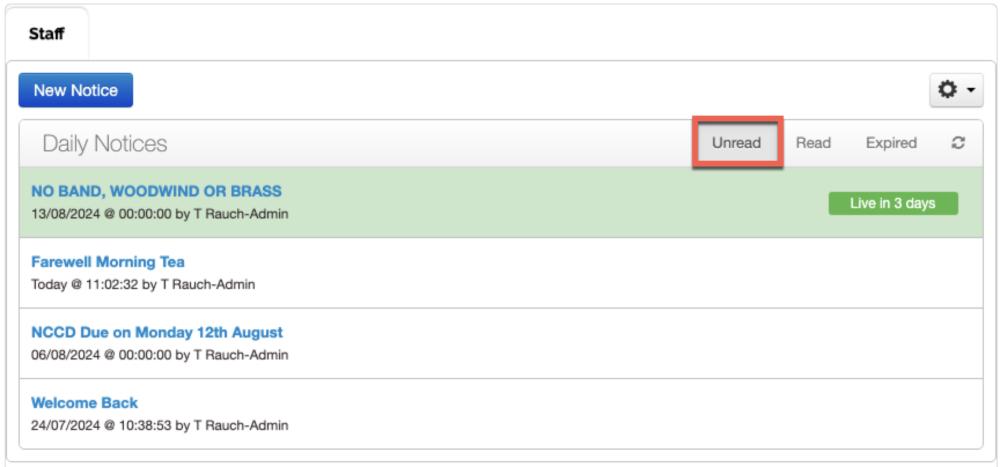 Staff
New Notice
Daily Notices
Unread
Read
Expired
NO BAND, WOODWIND OR BRASS
13/08/2024 @ 00:00:00 by T Rauch-Admin
Live in 3 days
Farewell Morning Tea
Today @ 11:02:32 by T Rauch-Admin
NCCD Due on Monday 12th August
06/08/2024 @ 00:00:00 by T Rauch-Admin
Welcome Back
24/07/2024 @ 10:38:53 by T Rauch-Admin